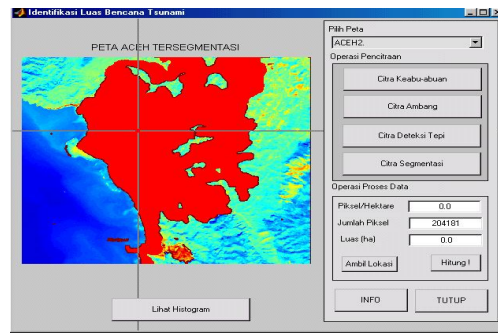 Identifikasi Luas Bencana Tsunami
PETA ACEH TERSEGMENTASI
Lihat Histogram
Pilih Peta
ACEH2.
Operasi Pencitraan
Citra Keabu-abuan
Citra Ambang
Citra Deteksi Tepi
Citra Segmentasi
Operasi Proses Data
Piksel/Hektare 0.0
Jumlah Piksel 204181
Luas (ha) 0.0
Ambil Lokasi Hitung !
INFO TUTUP